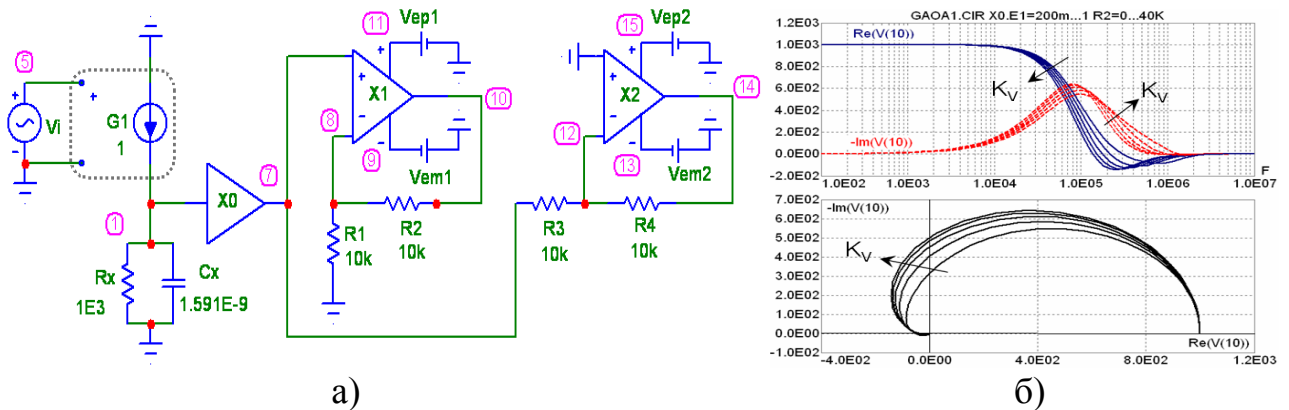 11
Vep1
15
Vep2
5
+
+
+
+
+
X1
10
+
X2
14
Vi
G1
1
8
-
12
-
-
-
-
9
-
13
7
Vem1
Vem2
X0
1
R2
10k
R3
10k
R4
10k
R1
10k
Rx
1E3
Cx
1.591E-9
а)
GAOA1.CIR X0.E1=200m...1 R2=0...40K
1.2E03
1.0E03
8.0E02
6.0E02
4.0E02
2.0E02
0.0E00
-2.0E02
Re(V(10))
KV
KV
-Im(V(10))
F
1.0E02
1.0E03
1.0E04
1.0E05
1.0E06
1.0E07
7.0E02
6.0E02
5.0E02
4.0E02
3.0E02
2.0E02
1.0E02
0.0E00
-1.0E02
-Im(V(10))
KV
Re(V(10))
-4.0E02
0.0E00
4.0E02
8.0E02
1.2E03
б)